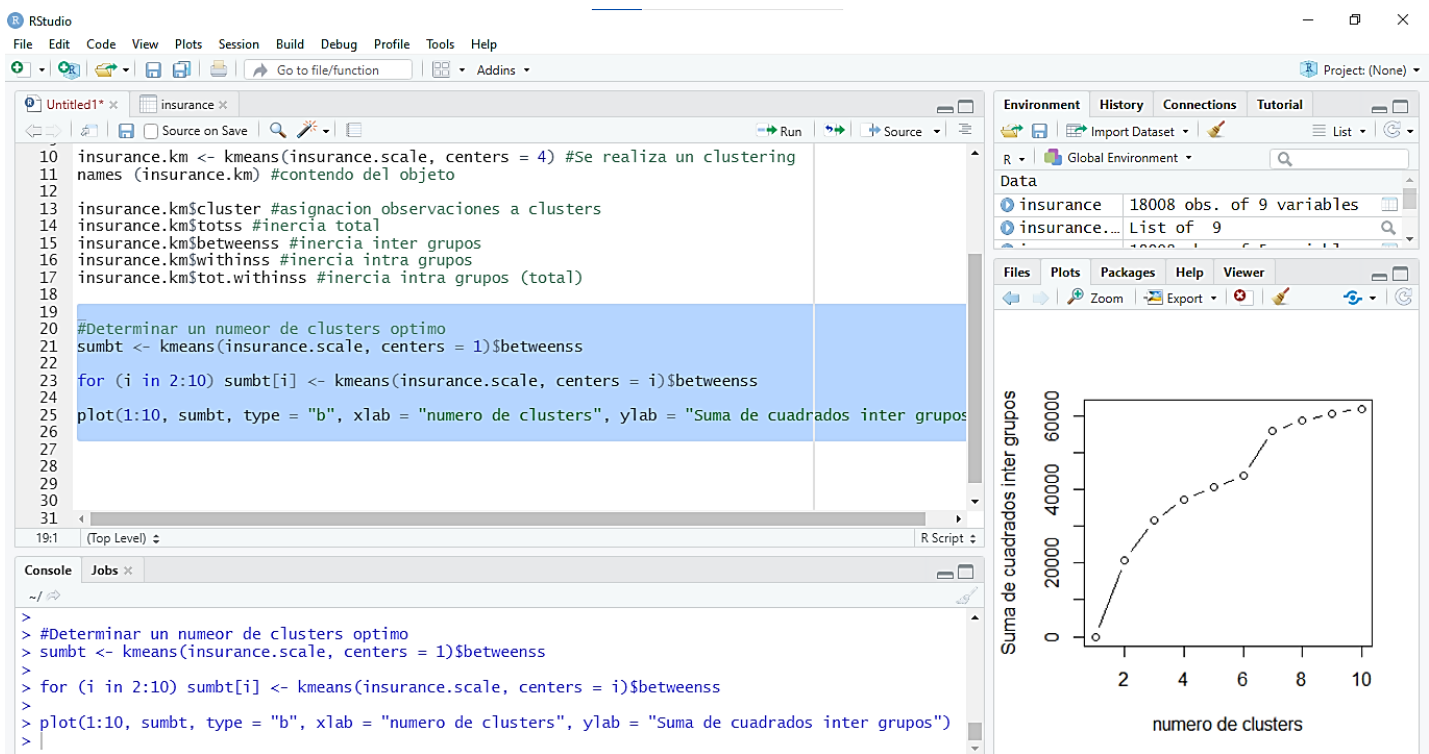 RStudio
File Edit Code View Plots Session Build Debug Profile Tools Help
Go to file/function Addins Project: (None)
Untitled1* insurance
Source on Save Run Source
10 insurance.km <- kmeans(insurance.scale, centers = 4) #Se realiza un clustering
11 names (insurance.km) #contendo del objeto
12
13 insurance.km$cluster #asignacion observaciones a clusters
14 insurance.km$totss #inercia total
15 insurance.km$betweenss #inercia inter grupos
16 insurance.km$withinss #inercia intra grupos
17 insurance.km$tot.withinss #inercia intra grupos (total)
18
19
20 #Determinar un numeor de clusters optimo
21 sumbt <- kmeans(insurance.scale, centers = 1)$betweenss
22
23 for (i in 2:10) sumbt[i] <- kmeans(insurance.scale, centers = i)$betweenss
24
25 plot(1:10, sumbt, type = "b", xlab = "numero de clusters", ylab = "Suma de cuadrados inter grupos
26
27
28
29
30
31
19:1 (Top Level) R Script
Console Jobs
~/
>
> #Determinar un numeor de clusters optimo
> sumbt <- kmeans(insurance.scale, centers = 1)$betweenss
>
> for (i in 2:10) sumbt[i] <- kmeans(insurance.scale, centers = i)$betweenss
>
> plot(1:10, sumbt, type = "b", xlab = "numero de clusters", ylab = "Suma de cuadrados inter grupos")
>
Environment History Connections Tutorial
Import Dataset List
R Global Environment
Data
insurance 18008 obs. of 9 variables
insurance.… List of 9
Files Plots Packages Help Viewer
Zoom Export
Suma de cuadrados inter grupos
60000
40000
20000
0
2 4 6 8 10
numero de clusters